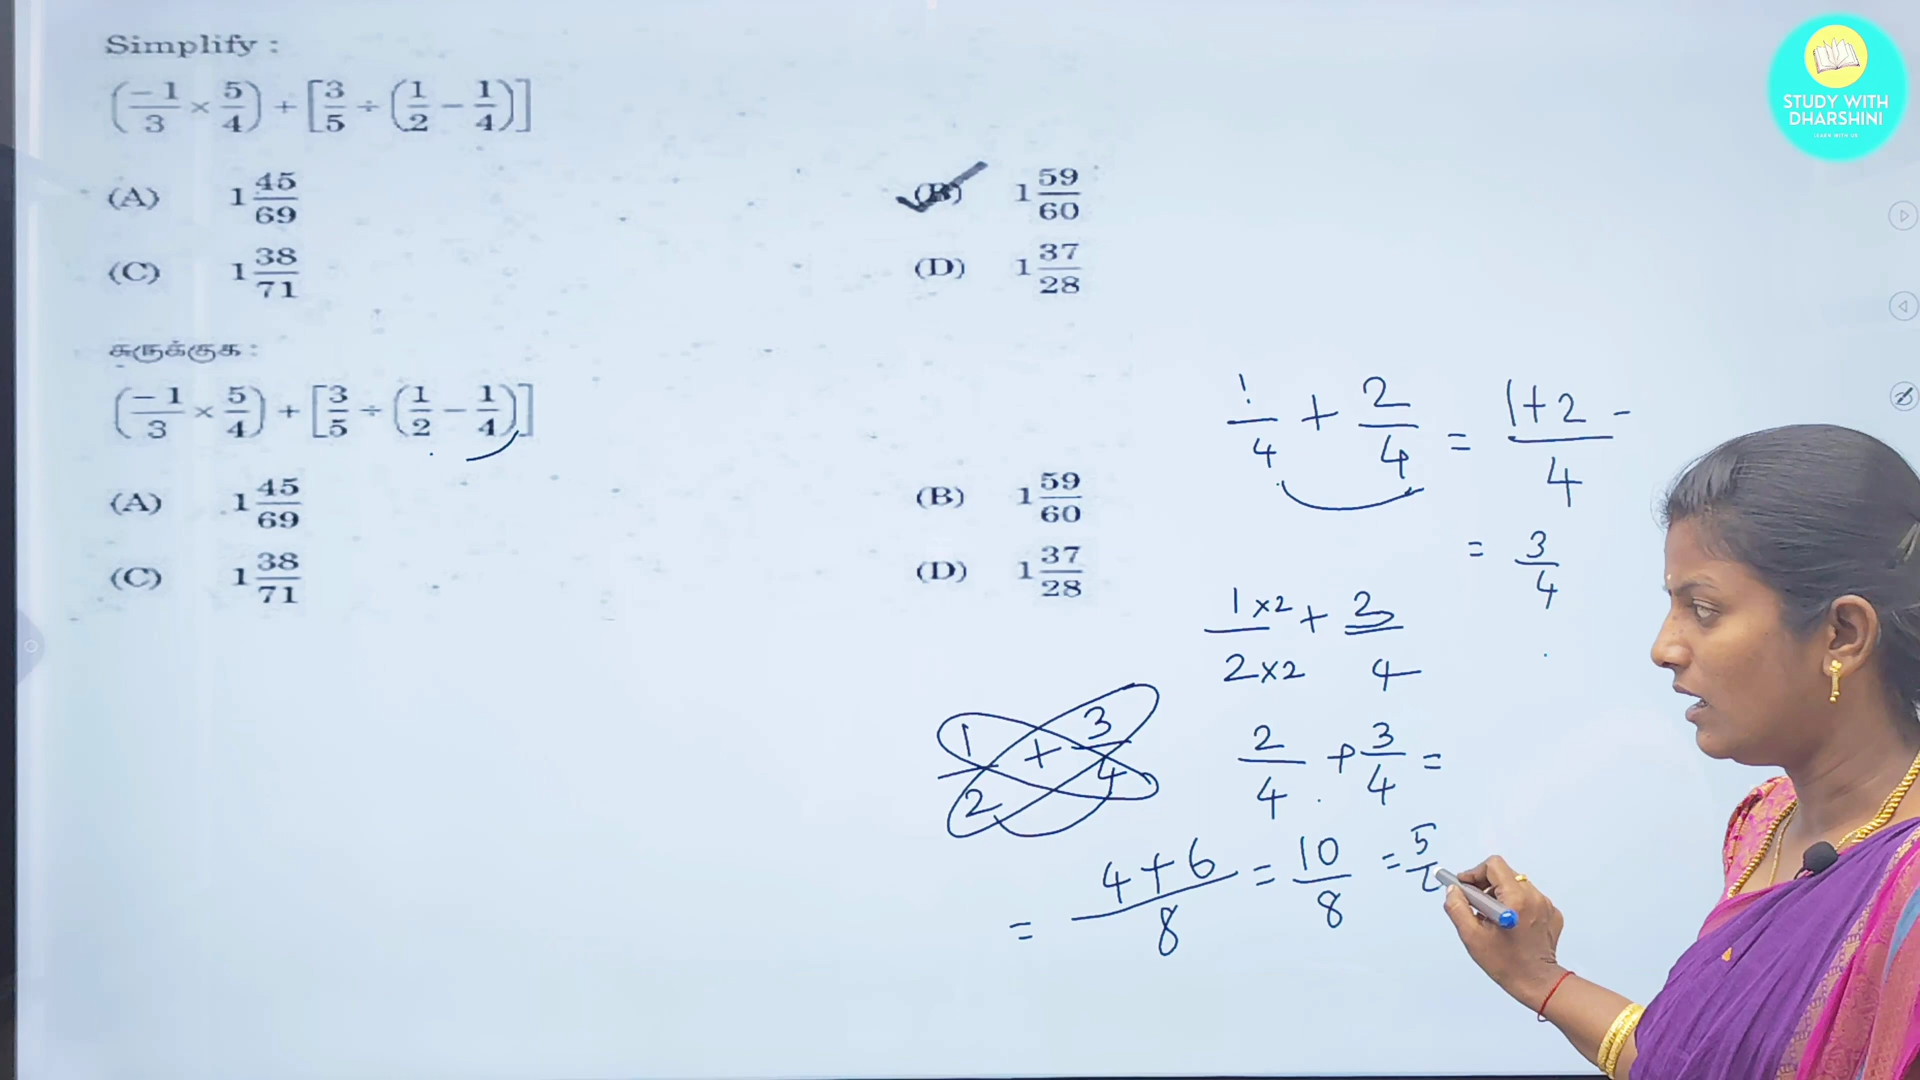 Simplify :
(-1/3 × 5/4) + [3/5 ÷ (1/2 − 1/4)]
(A) 1 45/69 (B) 1 59/60
(C) 1 38/71 (D) 1 37/28
சுருக்குக :
(-1/3 × 5/4) + [3/5 ÷ (1/2 − 1/4)]
(A) 1 45/69 (B) 1 59/60
(C) 1 38/71 (D) 1 37/28
STUDY WITH
DHARSHINI
LEARN WITH US
1/4 + 2/4 = 1+2/4
= 3/4
1×2/2×2 + 3/4
1/2 + 3/4
2/4 + 3/4 =
= 4+6/8 = 10/8 = 5/